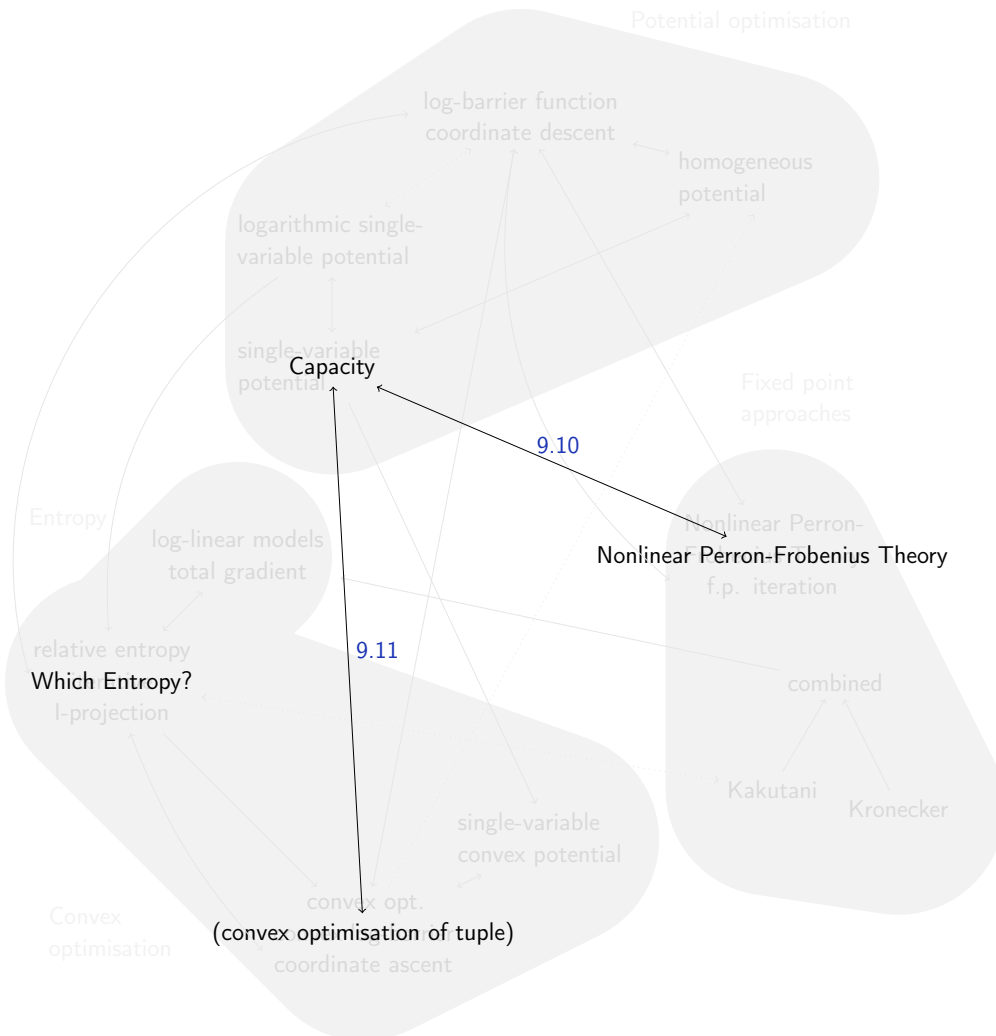 Potential optimisation
log-barrier function
coordinate descent
homogeneous
potential
logarithmic single-
variable potential
single-variable
potential
Capacity
Fixed point
approaches
9.10
Entropy
log-linear models
total gradient
Nonlinear Perron-
Nonlinear Perron-Frobenius Theory
f.p. iteration
relative entropy
Which Entropy?
I-projection
9.11
combined
Kakutani
Kronecker
single-variable
convex potential
Convex
optimisation
convex opt.
(convex optimisation of tuple)
coordinate ascent